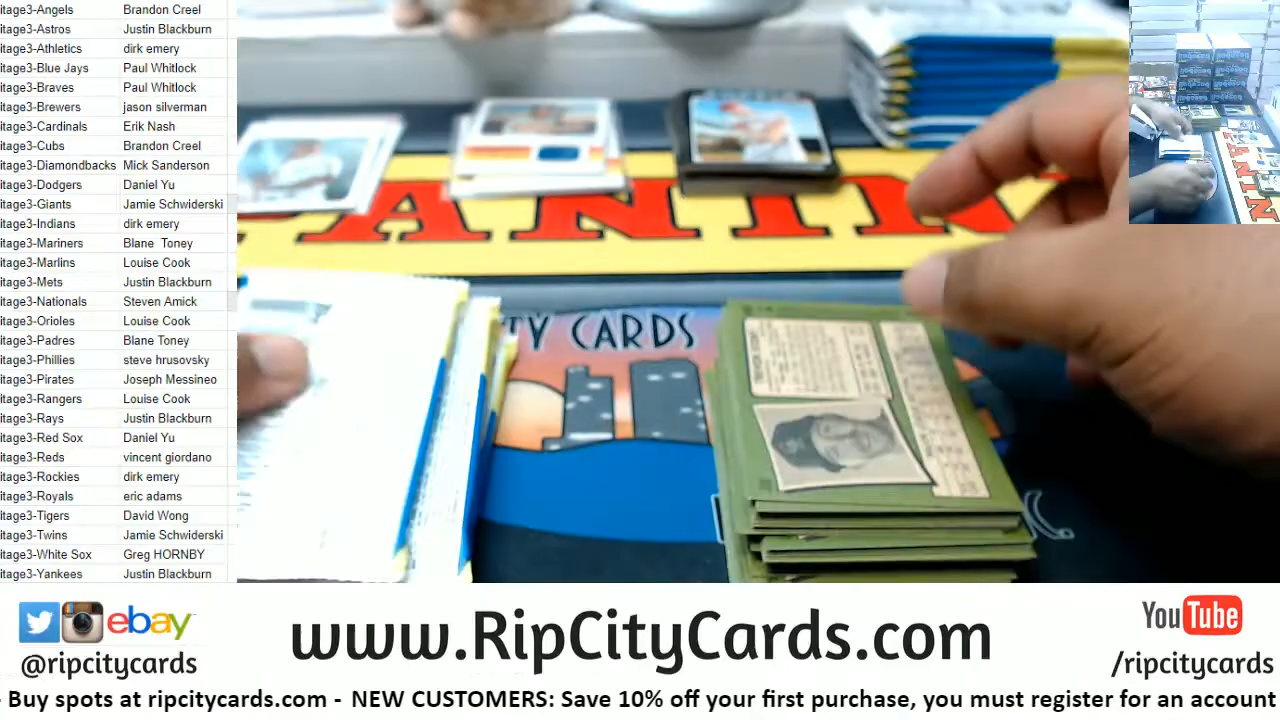 itage3-Angels Brandon Creel
itage3-Astros Justin Blackburn
itage3-Athletics dirk emery
itage3-Blue Jays Paul Whitlock
itage3-Braves Paul Whitlock
itage3-Brewers jason silverman
itage3-Cardinals Erik Nash
itage3-Cubs Brandon Creel
itage3-Diamondbacks Mick Sanderson
itage3-Dodgers Daniel Yu
itage3-Giants Jamie Schwiderski
itage3-Indians dirk emery
itage3-Mariners Blane Toney
itage3-Marlins Louise Cook
itage3-Mets Justin Blackburn
itage3-Nationals Steven Amick
itage3-Orioles Louise Cook
itage3-Padres Blane Toney
itage3-Phillies steve hrusovsky
itage3-Pirates Joseph Messineo
itage3-Rangers Louise Cook
itage3-Rays Justin Blackburn
itage3-Red Sox Daniel Yu
itage3-Reds vincent giordano
itage3-Rockies dirk emery
itage3-Royals eric adams
itage3-Tigers David Wong
itage3-Twins Jamie Schwiderski
itage3-White Sox Greg HORNBY
itage3-Yankees Justin Blackburn
ANIN
TY CARDS
ebay
@ripcitycards
www.RipCityCards.com
YouTube
/ripcitycards
- Buy spots at ripcitycards.com - NEW CUSTOMERS: Save 10% off your first purchase, you must register for an account